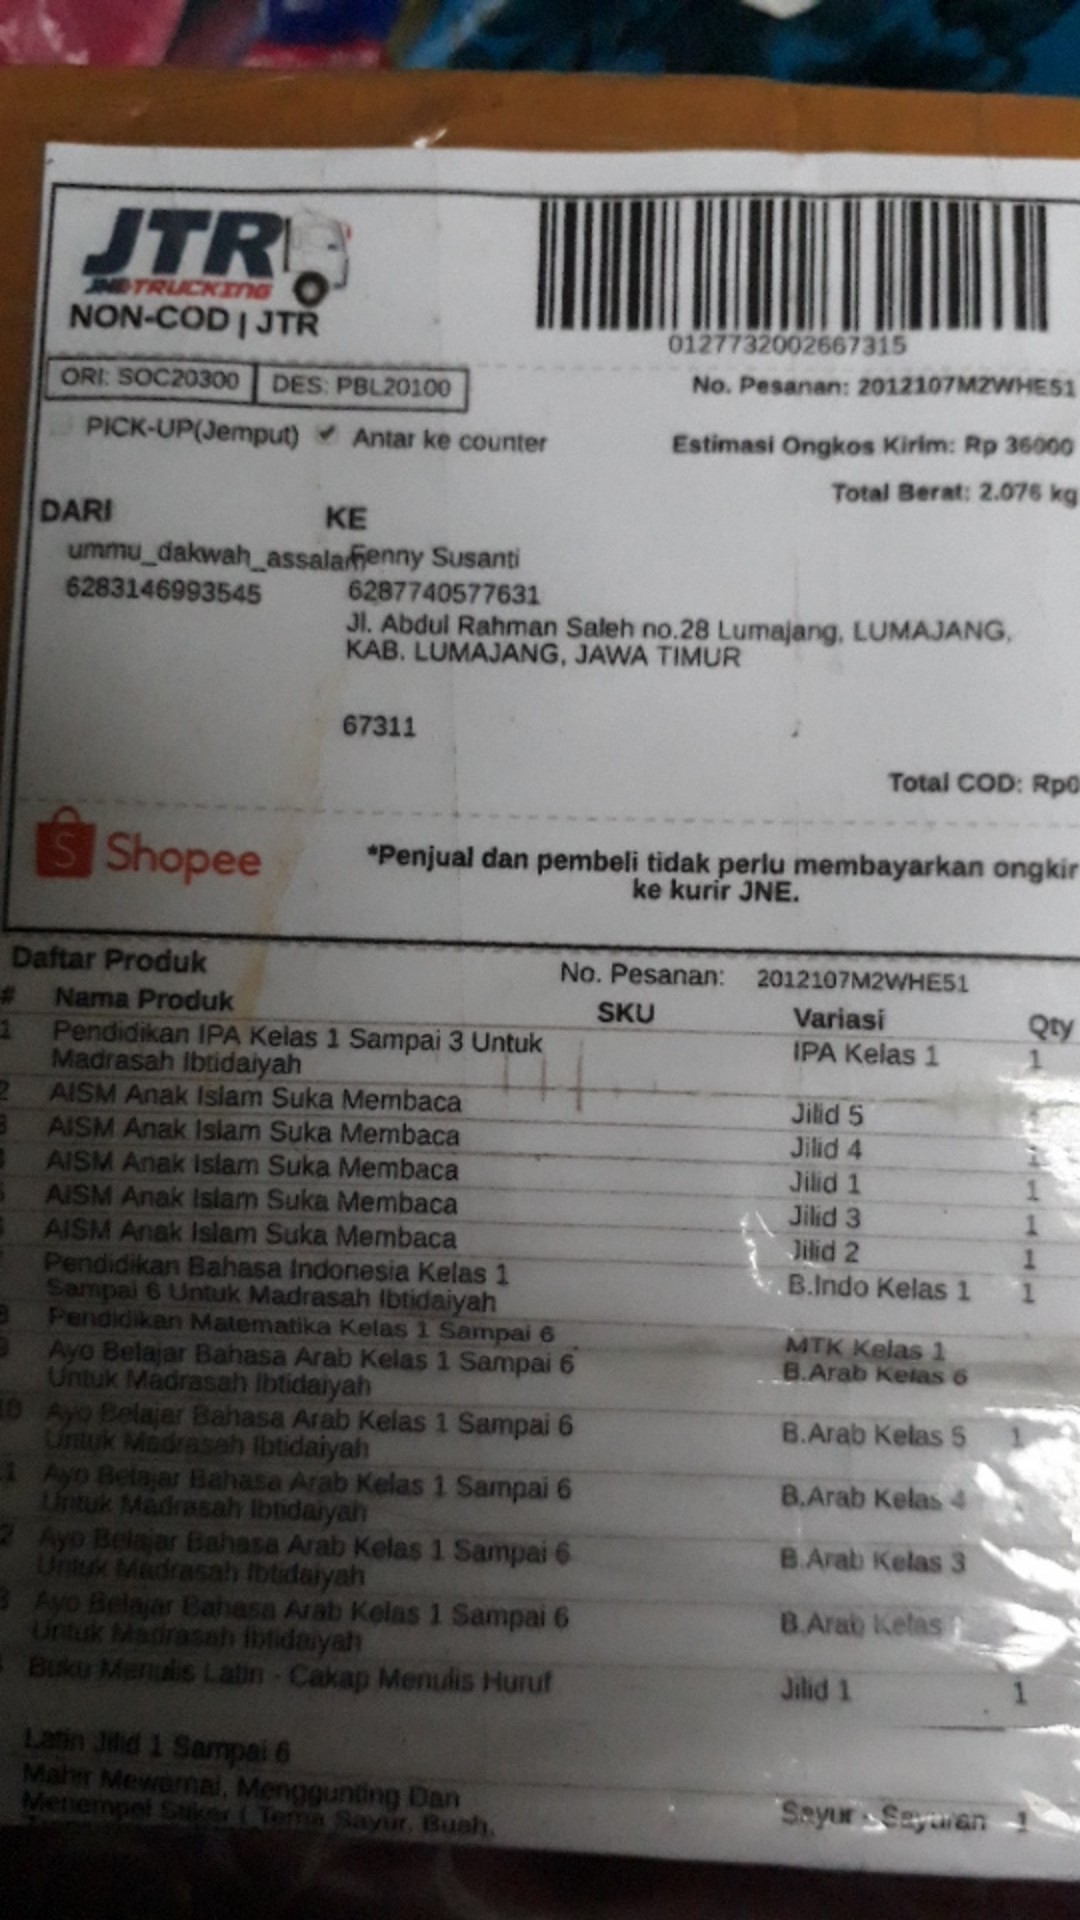 JTR
JNE TRUCKING
NON-COD | JTR
0127732002667315
ORI: SOC20300 DES: PBL20100
No. Pesanan: 2012107M2WHE51
PICK-UP(Jemput) ✔ Antar ke counter
Estimasi Ongkos Kirim: Rp 36000
Total Berat: 2.076 kg
DARI KE
ummu_dakwah_assalam Fenny Susanti
6283146993545 6287740577631
Jl. Abdul Rahman Saleh no.28 Lumajang, LUMAJANG,
KAB. LUMAJANG, JAWA TIMUR
67311
Total COD: Rp0
Shopee
*Penjual dan pembeli tidak perlu membayarkan ongkir
ke kurir JNE.
Daftar Produk No. Pesanan: 2012107M2WHE51
# Nama Produk SKU Variasi Qty
1 Pendidikan IPA Kelas 1 Sampai 3 Untuk IPA Kelas 1 1
Madrasah Ibtidaiyah
2 AISM Anak Islam Suka Membaca Jilid 5
3 AISM Anak Islam Suka Membaca Jilid 4 1
AISM Anak Islam Suka Membaca Jilid 1 1
AISM Anak Islam Suka Membaca Jilid 3 1
AISM Anak Islam Suka Membaca Jilid 2 1
Pendidikan Bahasa Indonesia Kelas 1 B.Indo Kelas 1 1
Sampai 6 Untuk Madrasah Ibtidaiyah
8 Pendidikan Matematika Kelas 1 Sampai 6 MTK Kelas 1
9 Ayo Belajar Bahasa Arab Kelas 1 Sampai 6 B.Arab Kelas 6
Untuk Madrasah Ibtidaiyah
10 Ayo Belajar Bahasa Arab Kelas 1 Sampai 6 B.Arab Kelas 5 1
Untuk Madrasah Ibtidaiyah
1 Ayo Belajar Bahasa Arab Kelas 1 Sampai 6 B.Arab Kelas 4
Untuk Madrasah Ibtidaiyah
2 Ayo Belajar Bahasa Arab Kelas 1 Sampai 6 B.Arab Kelas 3
Untuk Madrasah Ibtidaiyah
3 Ayo Belajar Bahasa Arab Kelas 1 Sampai 6 B.Arab Kelas
Untuk Madrasah Ibtidaiyah
Buku Menulis Latin - Cakap Menulis Huruf Jilid 1 1
Latin Jilid 1 Sampai 6
Mahir Mewarnai, Menggunting Dan Sayur - Sayuran 1
Menempel Stiker ( Tema Sayur, Buah,